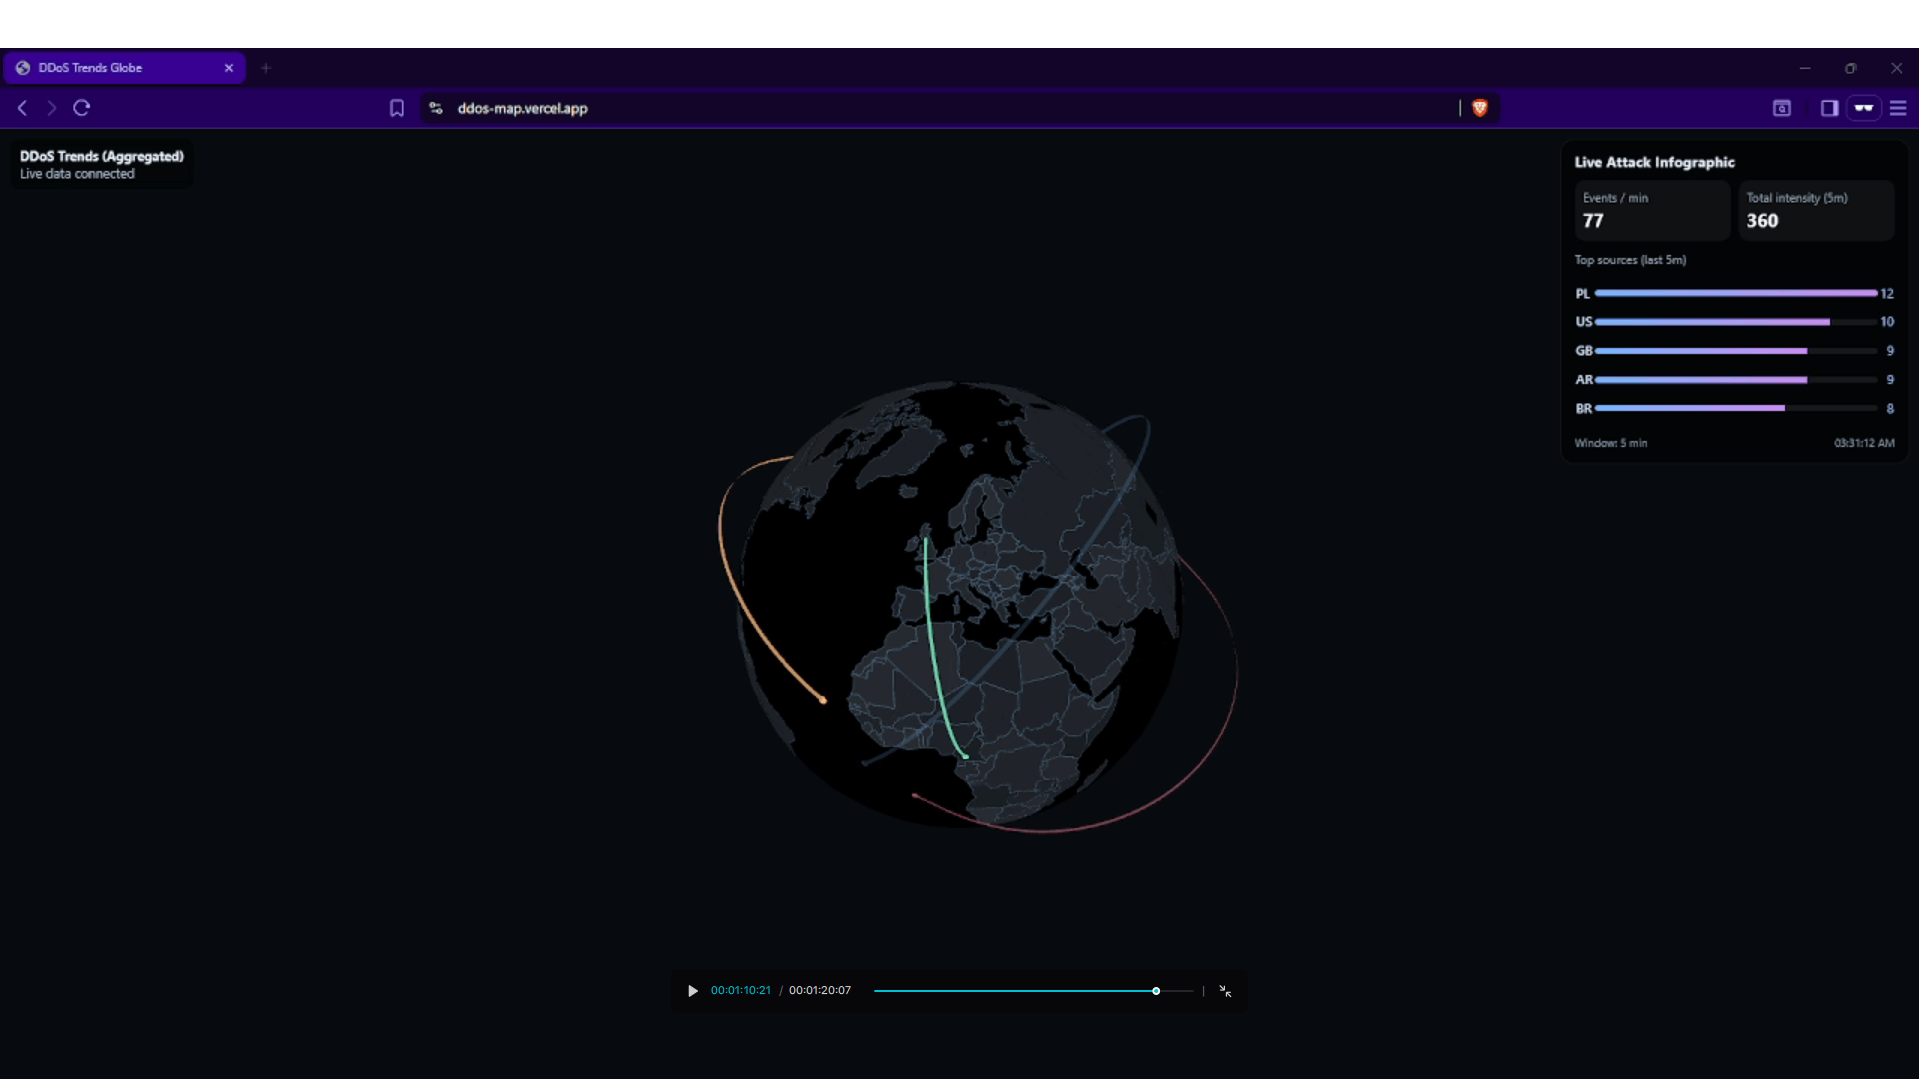 DDoS Trends Globe
ddos-map.vercel.app
DDoS Trends (Aggregated)
Live data connected
Live Attack Infographic
Events / min
77
Total intensity (5m)
360
Top sources (last 5m)
PL 12
US 10
GB 9
AR 9
BR 8
Window: 5 min 03:31:12 AM
00:01:10:21 / 00:01:20:07